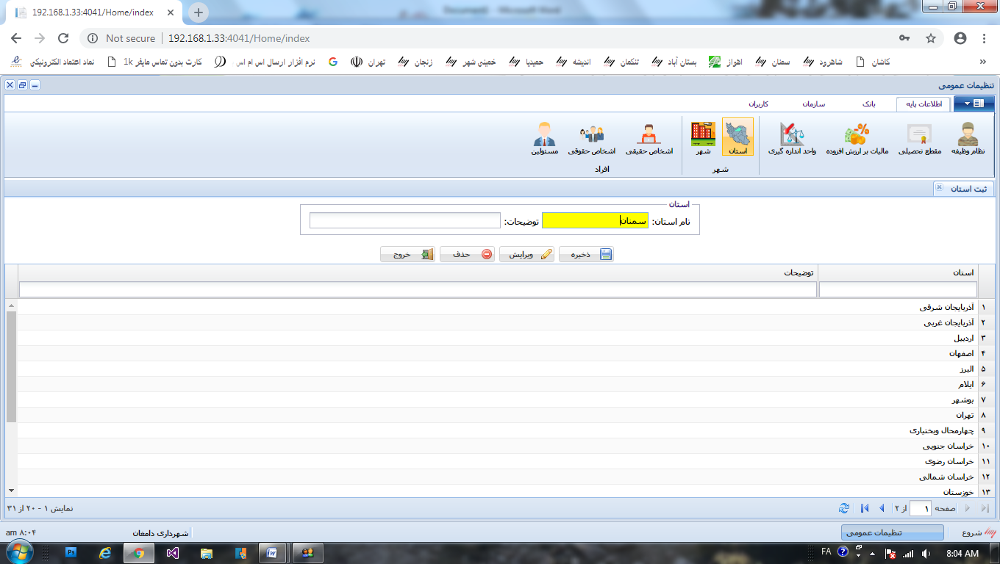 Document1 - Microsoft Word
192.168.1.33:4041/Home/index
Not secure | 192.168.1.33:4041/Home/index
نماد اعتماد الکترونیکی کارت بدون تماس مایفر 1k نرم افزار ارسال اس ام اس . تهران زنجان خمینی شهر حمیدیا اندیشه تنکمان بستان آباد اهواز سمنان شاهرود کاشان »
تنظیمات عمومی
اطلاعات پایه بانک سازمان کاربران
نظام وظیفه مقطع تحصیلی مالیات بر ارزش افزوده واحد اندازه گیری استان شهر اشخاص حقیقی اشخاص حقوقی مسئولین
شهر افراد
ثبت استان
استان
نام استان: سمنان توضیحات:
ذخیره ویرایش حذف خروج
استان توضیحات
۱ آذربایجان شرقی
۲ آذربایجان غربی
۳ اردبیل
۴ اصفهان
۵ البرز
۶ ایلام
۷ بوشهر
۸ تهران
۹ چهارمحال وبختیاری
۱۰ خراسان جنوبی
۱۱ خراسان رضوی
۱۲ خراسان شمالی
۱۳ خوزستان
صفحه ۱ از ۲ نمایش ۱ - ۲۰ از ۳۱
شروع تنظیمات عمومی شهرداری دامغان ۸:۰۴ am
Ps FA 8:04 AM